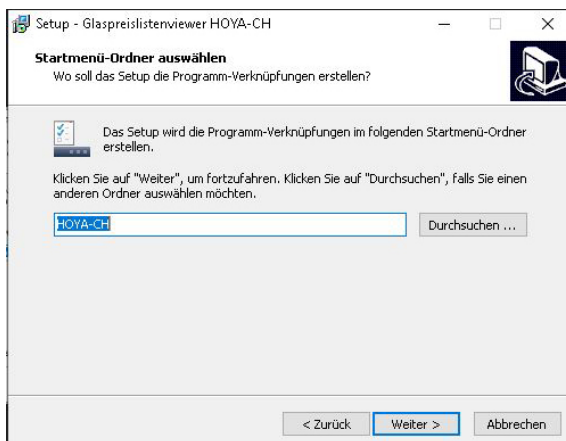 Setup - Glaspreislistenviewer HOYA-CH
Startmenü-Ordner auswählen
Wo soll das Setup die Programm-Verknüpfungen erstellen?
Das Setup wird die Programm-Verknüpfungen im folgenden Startmenü-Ordner
erstellen.
Klicken Sie auf "Weiter", um fortzufahren. Klicken Sie auf "Durchsuchen", falls Sie einen
anderen Ordner auswählen möchten.
HOYA-CH
Durchsuchen ...
< Zurück
Weiter >
Abbrechen